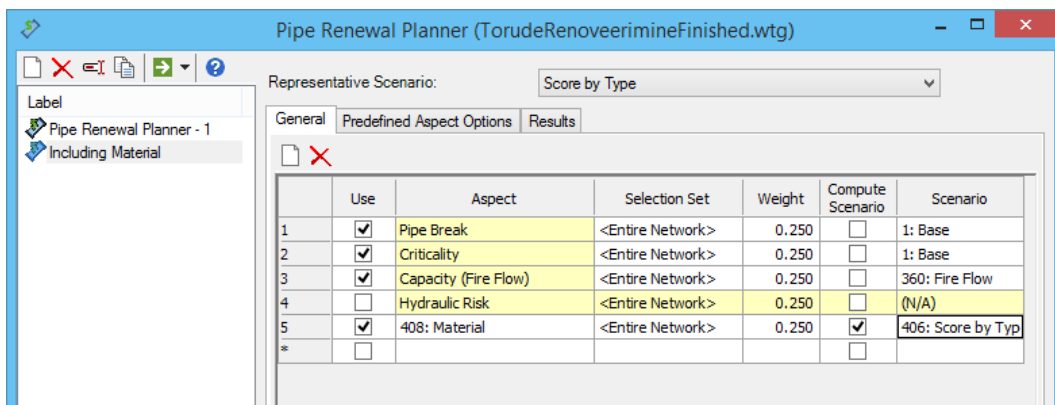 Pipe Renewal Planner (TorudeRenoveerimineFinished.wtg)
Representative Scenario: Score by Type
Label
Pipe Renewal Planner - 1
Including Material
General Predefined Aspect Options Results
Use Aspect Selection Set Weight Compute Scenario Scenario
1 Pipe Break <Entire Network> 0.250 1: Base
2 Criticality <Entire Network> 0.250 1: Base
3 Capacity (Fire Flow) <Entire Network> 0.250 360: Fire Flow
4 Hydraulic Risk <Entire Network> 0.250 (N/A)
5 408: Material <Entire Network> 0.250 406: Score by Typ
*